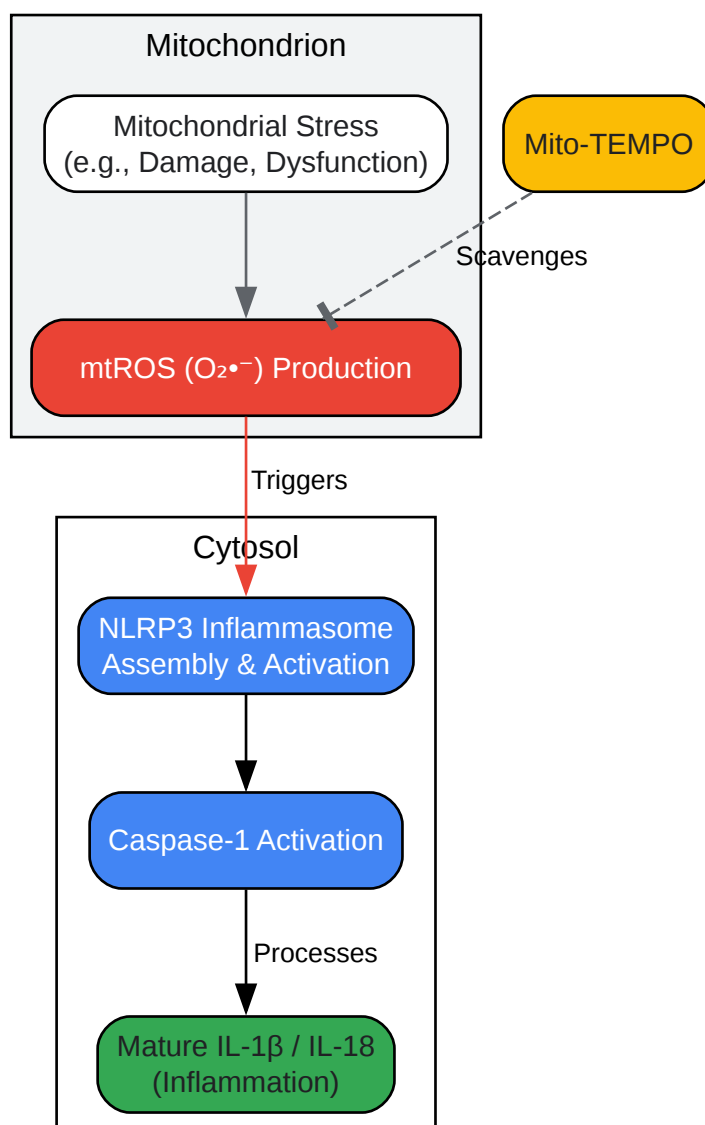 Mitochondrion
Mitochondrial Stress
(e.g., Damage, Dysfunction)
Mito-TEMPO
Scavenges
mtROS (O₂•⁻) Production
Triggers
Cytosol
NLRP3 Inflammasome
Assembly & Activation
Caspase-1 Activation
Processes
Mature IL-1β / IL-18
(Inflammation)